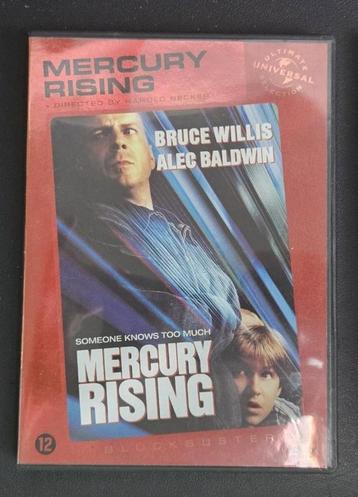 MERCURY
RISING
• DIRECTED BY HAROLD BECKER
ULTIMATE
UNIVERSAL
SELECTION
BRUCE WILLIS
ALEC BALDWIN
SOMEONE KNOWS TOO MUCH
MERCURY
RISING
12
BLOCKBUSTER